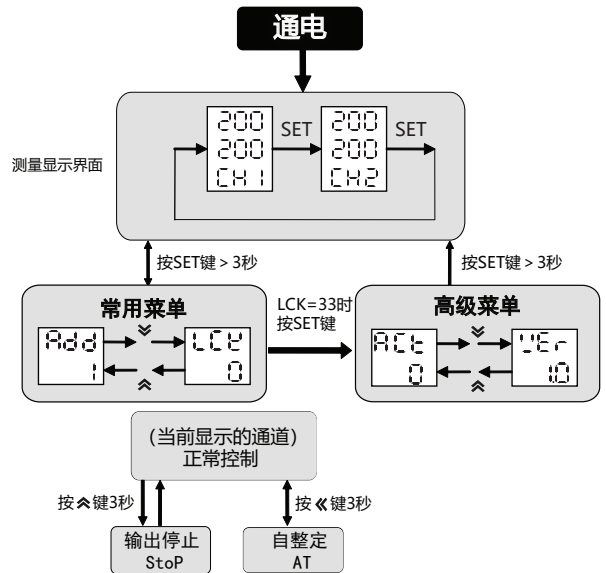 通电
200 SET 200 SET
200 200
CH1 CH2
测量显示界面
按SET键 > 3秒
按SET键 > 3秒
常用菜单
LCK=33时
按SET键
高级菜单
Add LCK
1 0
ACt VEr
0 1.0
(当前显示的通道)
正常控制
按︽键3秒
按《键3秒
输出停止
StoP
自整定
AT